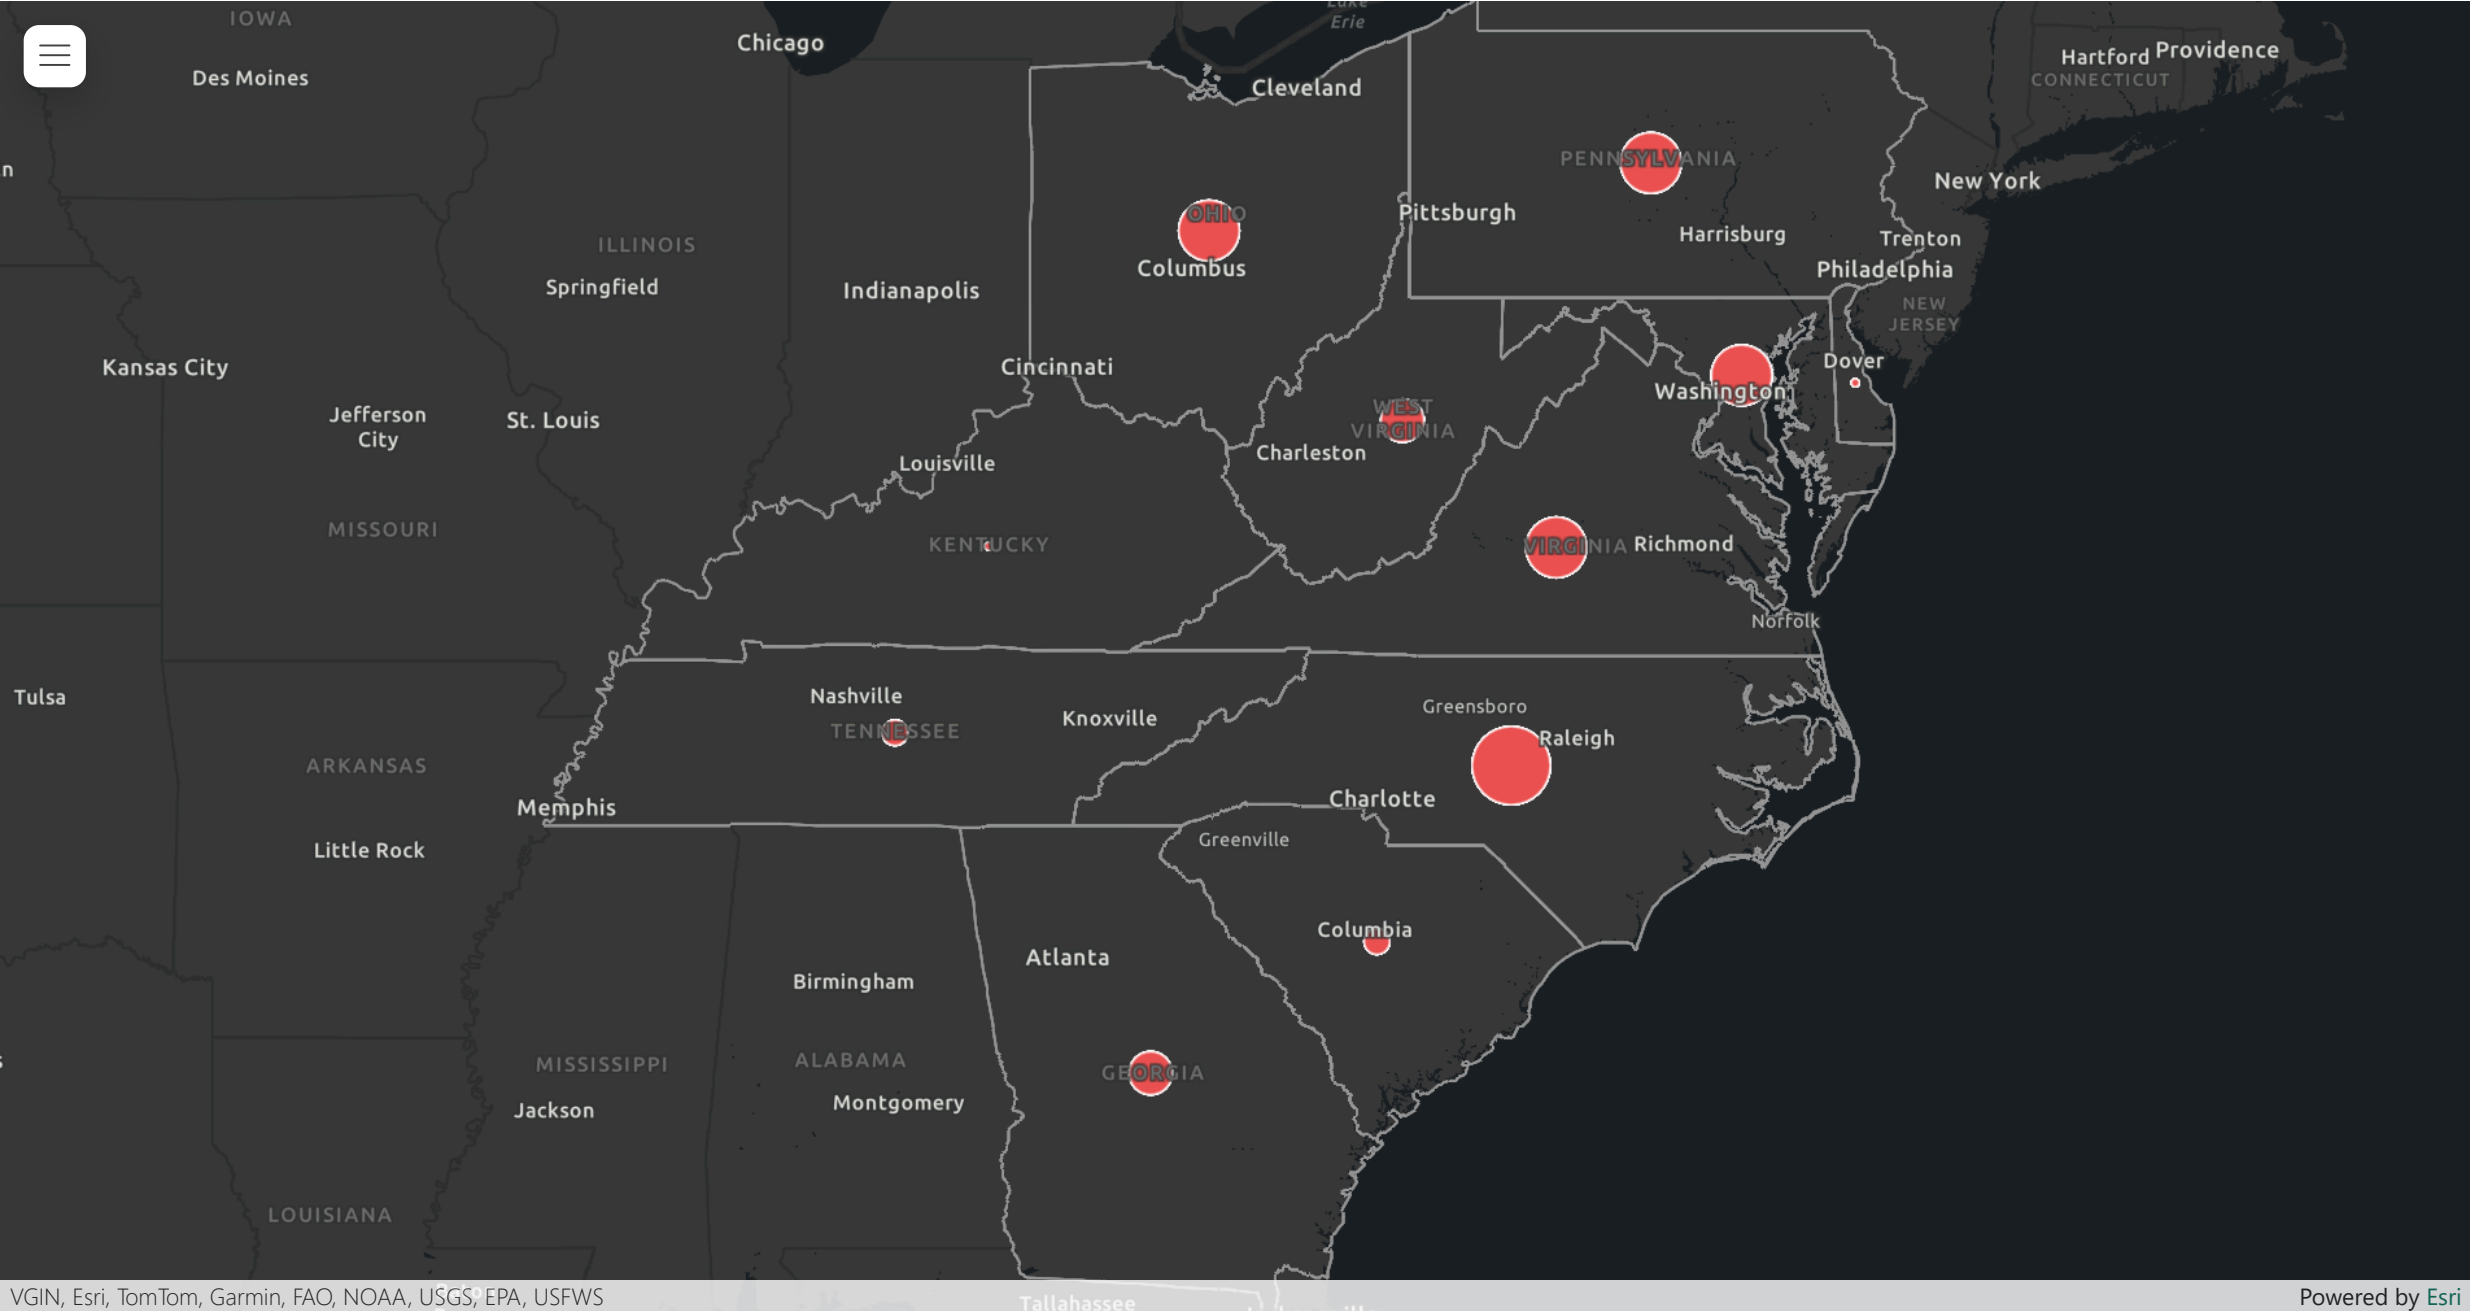 IOWA
Des Moines
Chicago
Lake
Erie
Cleveland
Hartford
Providence
CONNECTICUT
n
PENNSYLVANIA
New York
OHIO
Pittsburgh
Harrisburg
Trenton
Philadelphia
Columbus
ILLINOIS
Springfield
Indianapolis
NEW
JERSEY
Kansas City
Cincinnati
Dover
Washington
Jefferson
City
St. Louis
WEST
VIRGINIA
Charleston
Louisville
MISSOURI
KENTUCKY
VIRGINIA
Richmond
Norfolk
Tulsa
Nashville
TENNESSEE
Knoxville
Greensboro
Raleigh
ARKANSAS
Memphis
Charlotte
Little Rock
Greenville
Columbia
Atlanta
Birmingham
MISSISSIPPI
ALABAMA
GEORGIA
Jackson
Montgomery
LOUISIANA
Tallahassee
VGIN, Esri, TomTom, Garmin, FAO, NOAA, USGS, EPA, USFWS
Powered by Esri